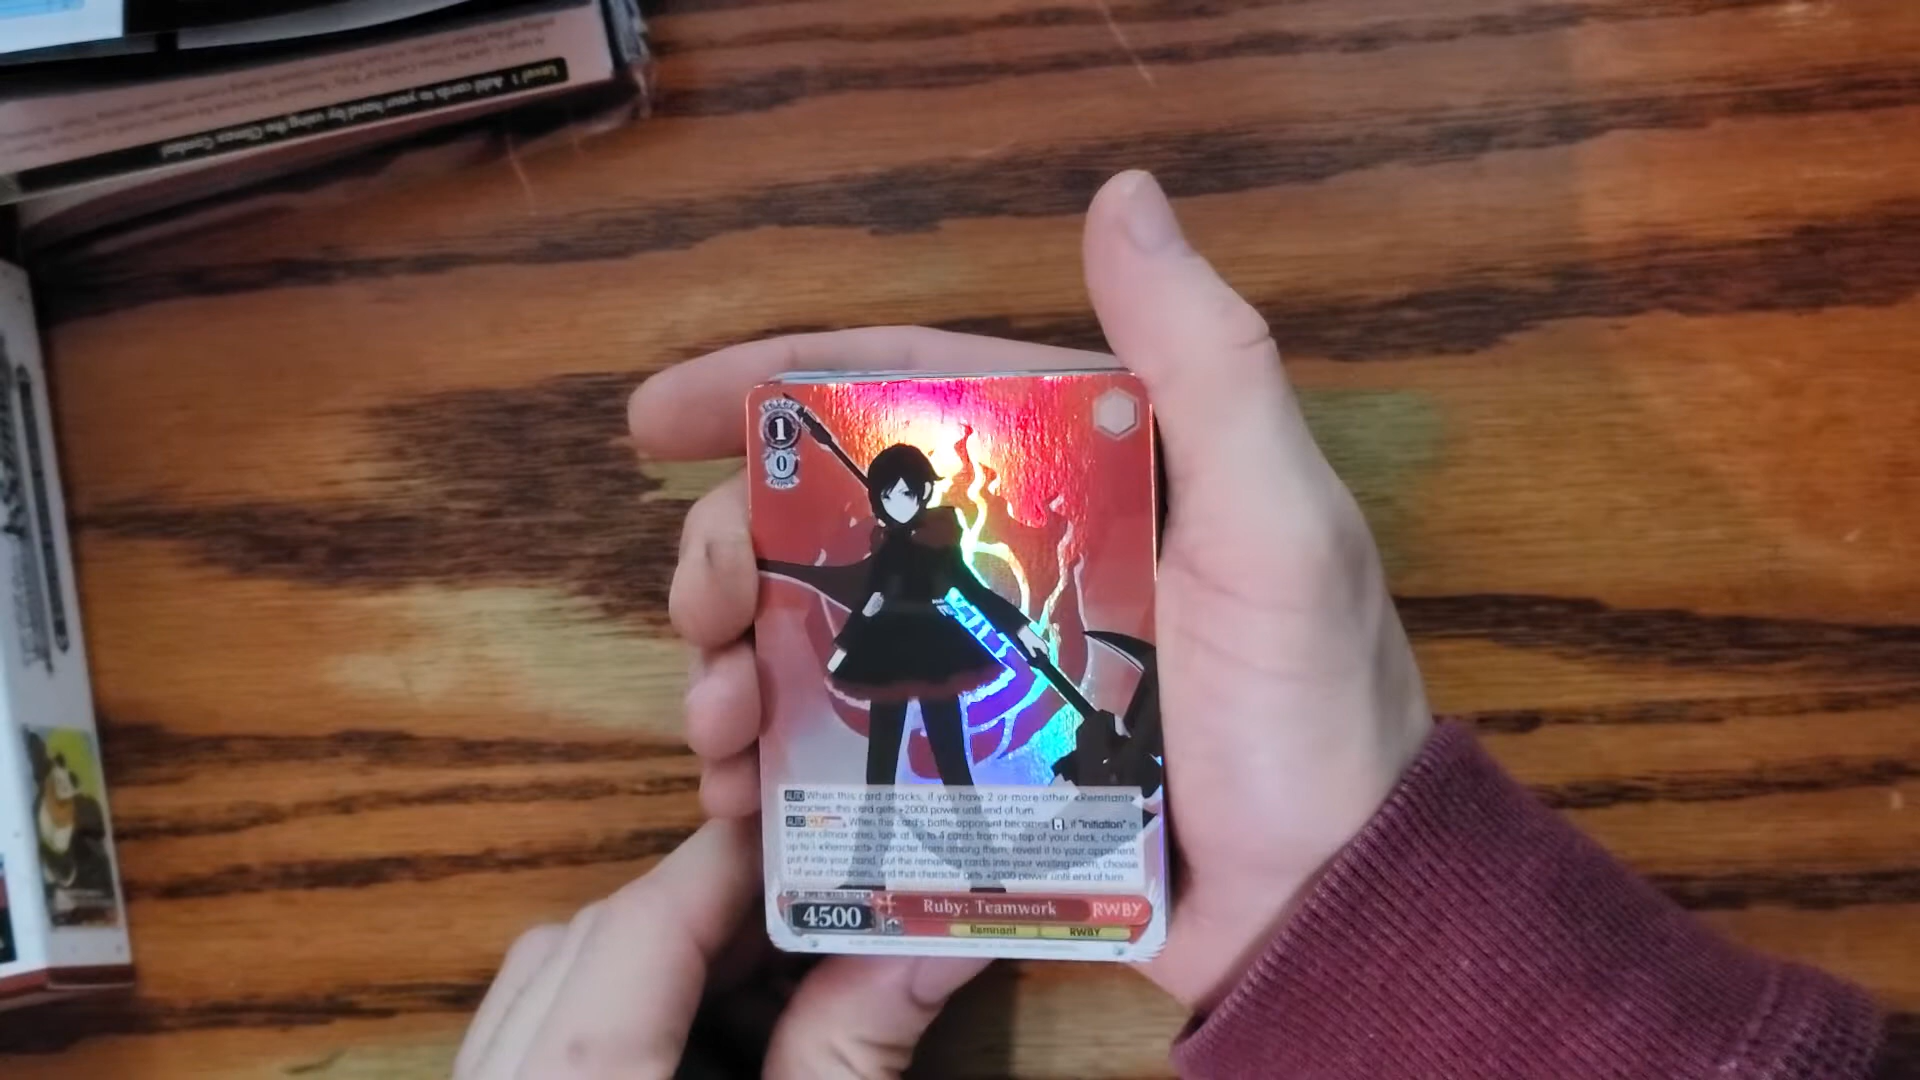 Level 1 Add cards to your hand by using the Climax Combo!
1
0
COST
AUTO When this card attacks, if you have 2 or more other «Remnant»
characters, this card gets +2000 power until end of turn.
AUTO When this card's battle opponent becomes , if "Initiation" is
in your climax area, look at up to 4 cards from the top of your deck, choose
up to 1 «Remnant» character from among them, reveal it to your opponent,
put it into your hand, put the remaining cards into your waiting room, choose
1 of your characters, and that character gets +2000 power until end of turn.
4500 Ruby: Teamwork RWBY
Remnant RWBY